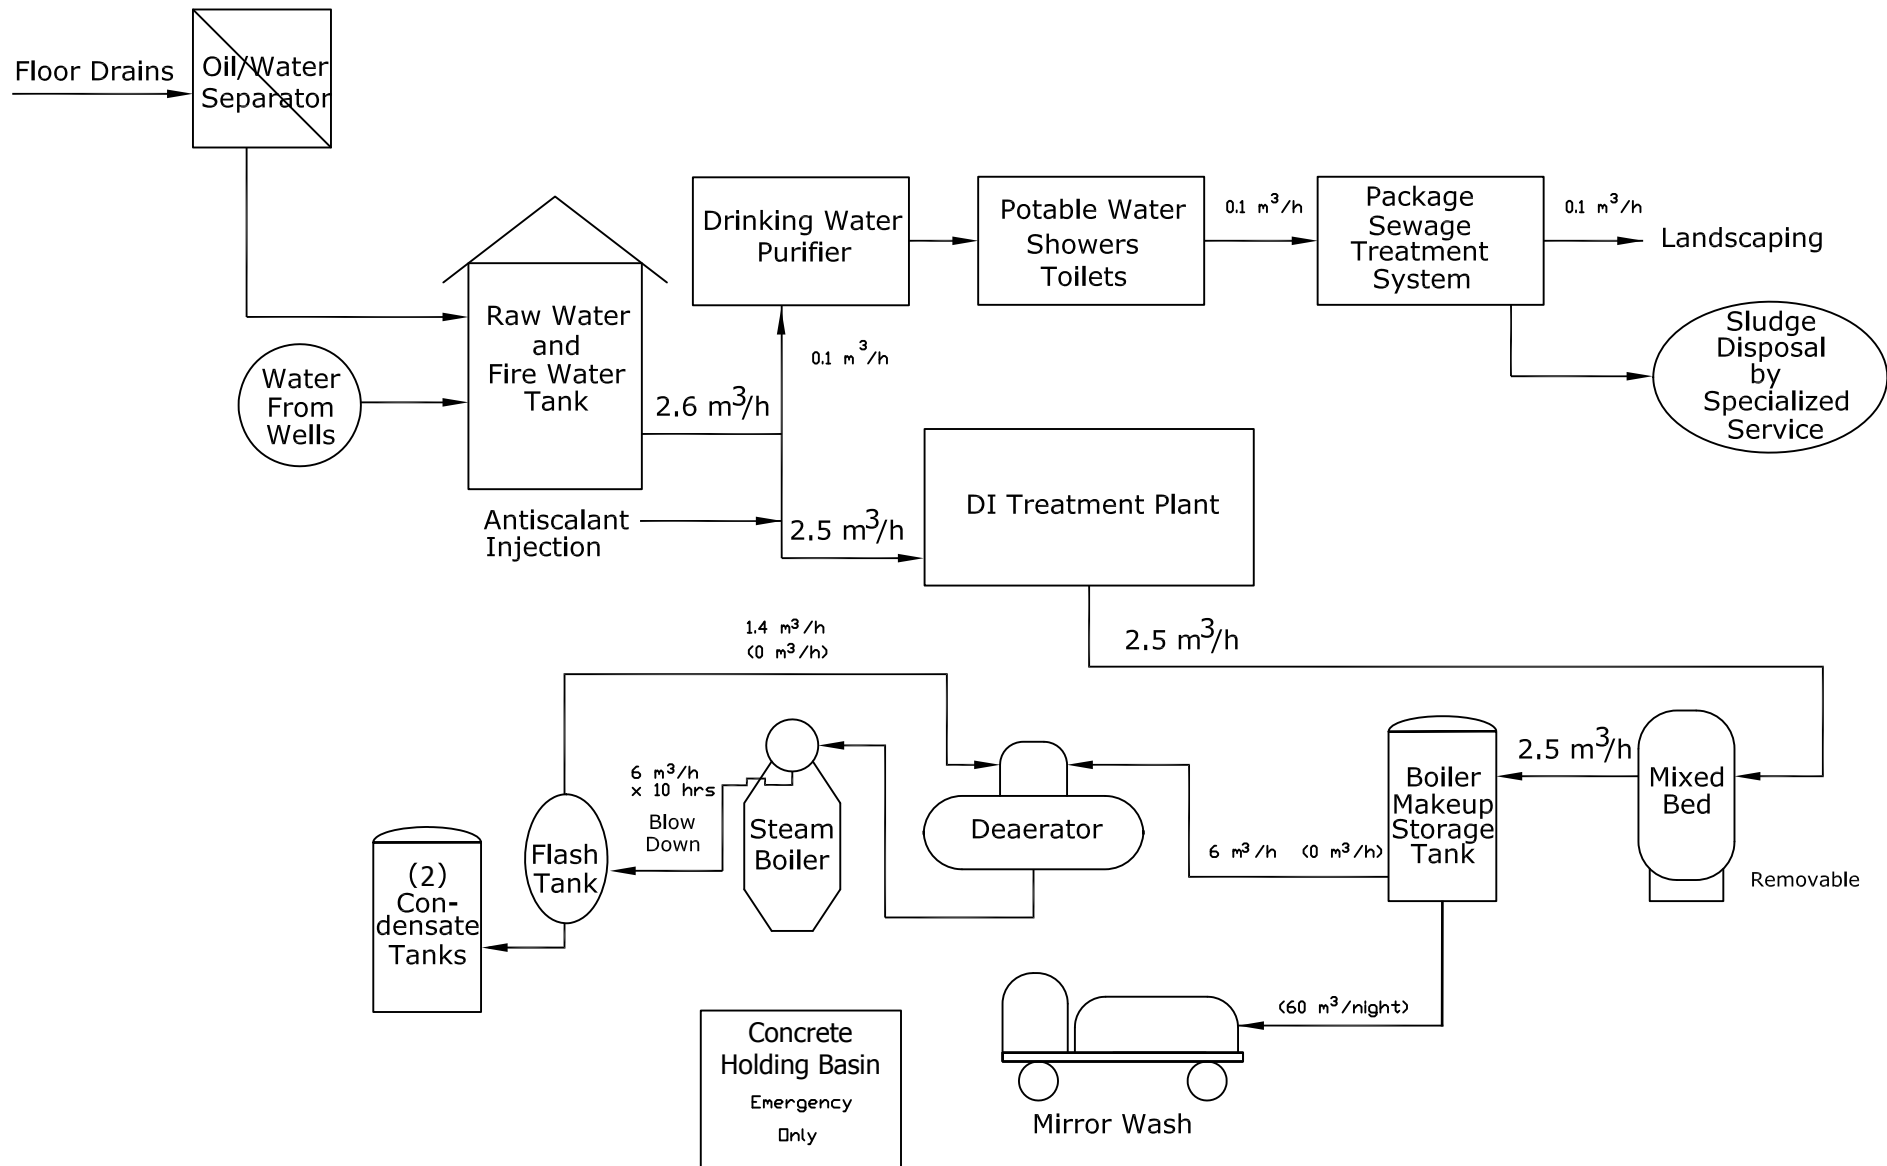 Floor Drains
Oil/Water
Separator
Drinking Water
Purifier
Potable Water
Showers
Toilets
0.1 m³/h
Package
Sewage
Treatment
System
0.1 m³/h
Landscaping
Raw Water
and
Fire Water
Tank
Water
From
Wells
2.6 m³/h
0.1 m³/h
Sludge
Disposal
by
Specialized
Service
Antiscalant
Injection
2.5 m³/h
DI Treatment Plant
2.5 m³/h
1.4 m³/h
(0 m³/h)
6 m³/h
x 10 hrs
Blow
Down
Steam
Boiler
Deaerator
6 m³/h (0 m³/h)
Boiler
Makeup
Storage
Tank
2.5 m³/h
Mixed
Bed
Removable
Flash
Tank
(2)
Con-
densate
Tanks
(60 m³/night)
Mirror Wash
Concrete
Holding Basin
Emergency
Only